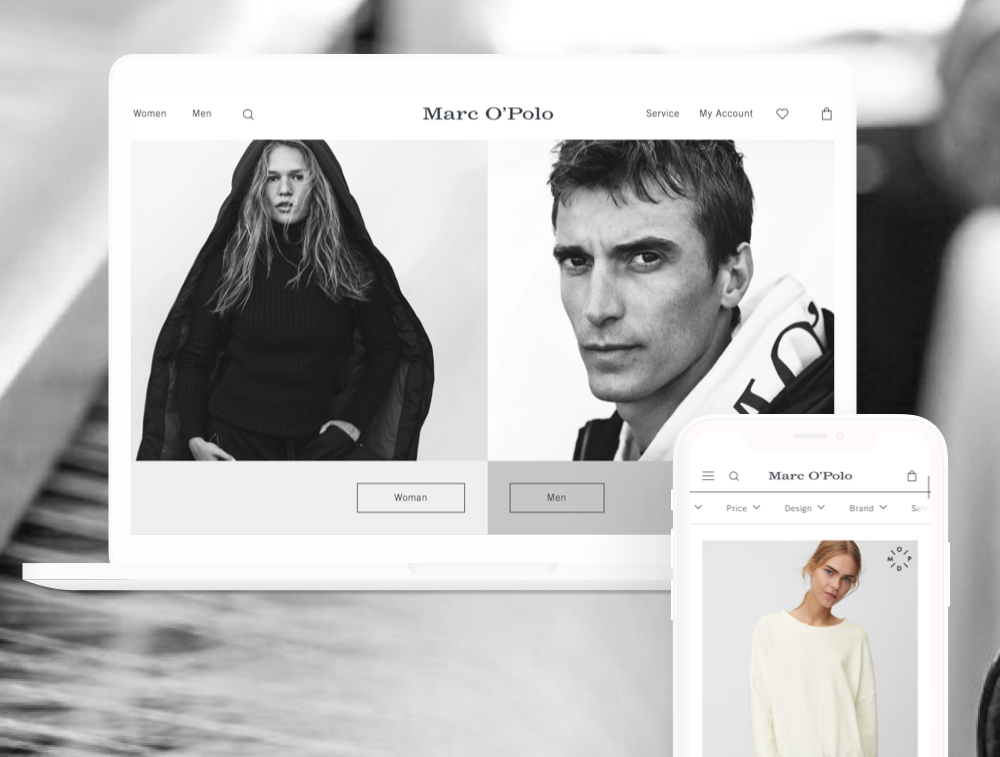 Women Men Marc O'Polo Service My Account
M O'
Woman Men
Marc O'Polo
Price Design Brand Sale
M O P D I